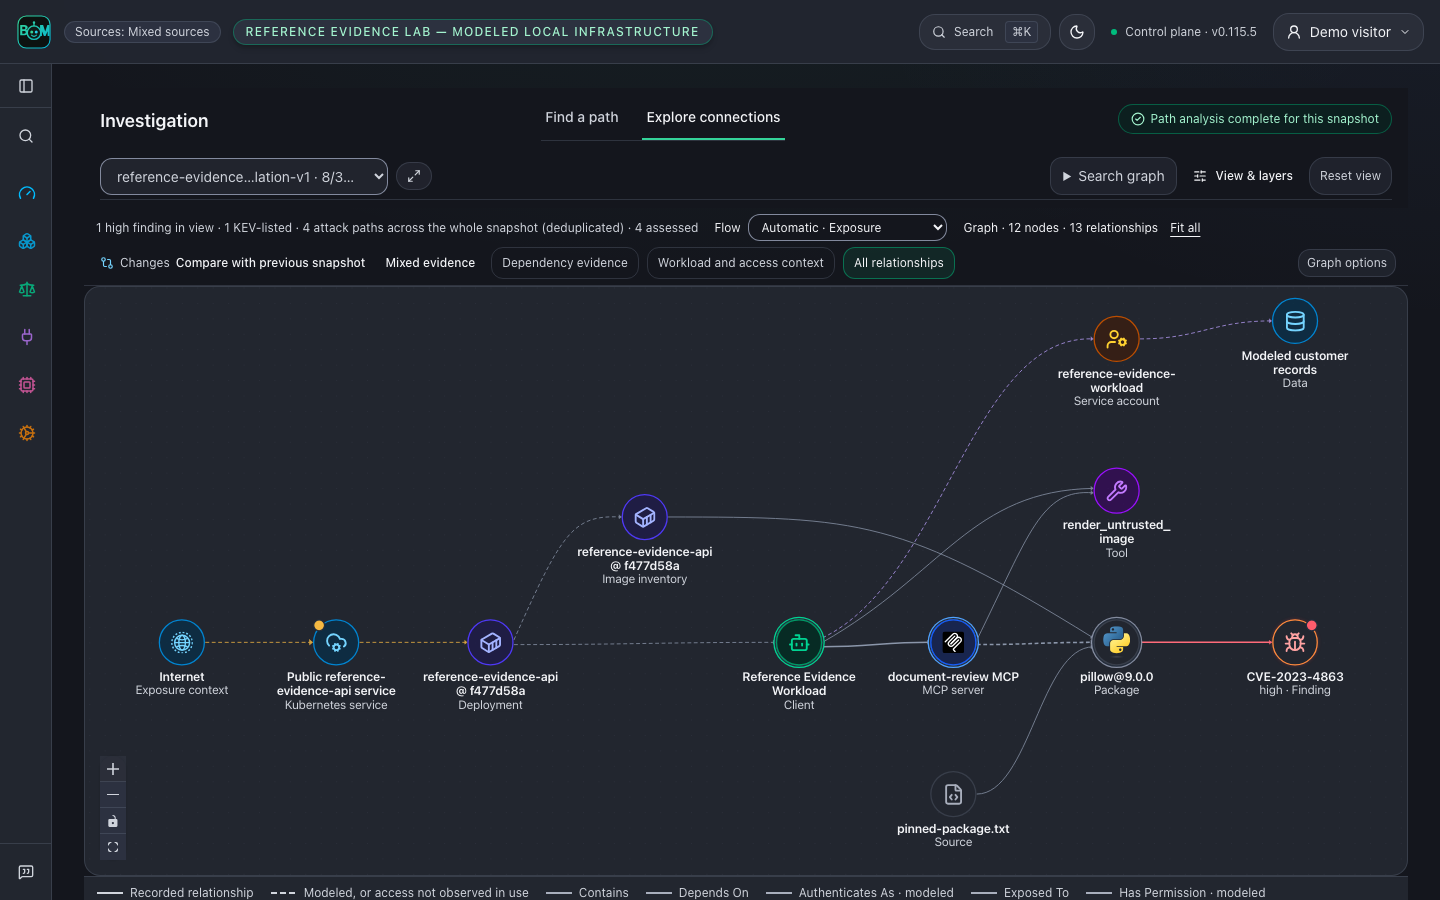 BOM
Sources: Mixed sources
REFERENCE EVIDENCE LAB — MODELED LOCAL INFRASTRUCTURE
Search ⌘K
Control plane · v0.115.5
Demo visitor
Investigation
Find a path
Explore connections
Path analysis complete for this snapshot
reference-evidence...lation-v1 · 8/3...
Search graph
View & layers
Reset view
1 high finding in view · 1 KEV-listed · 4 attack paths across the whole snapshot (deduplicated) · 4 assessed
Flow
Automatic · Exposure
Graph · 12 nodes · 13 relationships
Fit all
Changes
Compare with previous snapshot
Mixed evidence
Dependency evidence
Workload and access context
All relationships
Graph options
Modeled customer
records
Data
reference-evidence-
workload
Service account
render_untrusted_
image
Tool
reference-evidence-api
@ f477d58a
Image inventory
Internet
Exposure context
Public reference-
evidence-api service
Kubernetes service
reference-evidence-api
@ f477d58a
Deployment
Reference Evidence
Workload
Client
document-review MCP
MCP server
pillow@9.0.0
Package
CVE-2023-4863
high · Finding
pinned-package.txt
Source
Recorded relationship
Modeled, or access not observed in use
Contains
Depends On
Authenticates As · modeled
Exposed To
Has Permission · modeled